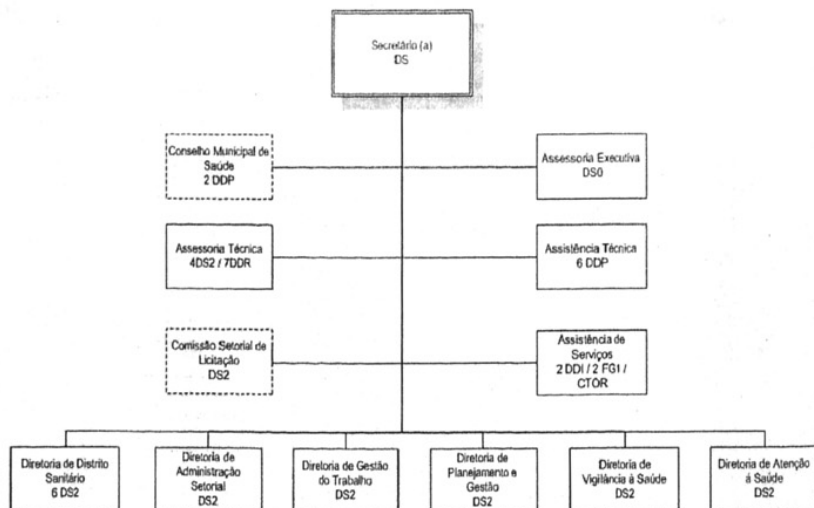 Secretário (a)
DS
Conselho Municipal de
Saúde
2 DDP
Assessoria Executiva
DS0
Assessoria Técnica
4DS2 / 7DDR
Assistência Técnica
6 DDP
Comissão Setorial de
Licitação
DS2
Assistência de
Serviços
2 DDI / 2 FG1 /
CTOR
Diretoria de Distrito
Sanitário
6 DS2
Diretoria de
Administração
Setorial
DS2
Diretoria de Gestão
do Trabalho
DS2
Diretoria de
Planejamento e
Gestão
DS2
Diretoria de
Vigilância à Saúde
DS2
Diretoria de Atenção
á Saúde
DS2